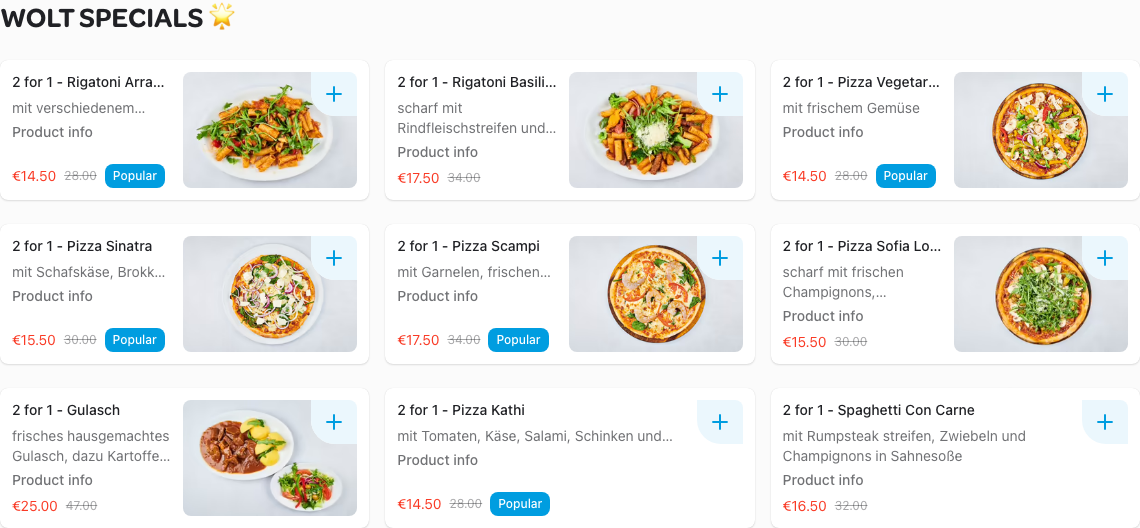 WOLT SPECIALS 🌟
2 for 1 - Rigatoni Arra...
mit verschiedenem...
Product info
€14.50 28.00 Popular
2 for 1 - Rigatoni Basili...
scharf mit
Rindfleischstreifen und...
Product info
€17.50 34.00
2 for 1 - Pizza Vegetar...
mit frischem Gemüse
Product info
€14.50 28.00 Popular
2 for 1 - Pizza Sinatra
mit Schafskäse, Brokk...
Product info
€15.50 30.00 Popular
2 for 1 - Pizza Scampi
mit Garnelen, frischen...
Product info
€17.50 34.00 Popular
2 for 1 - Pizza Sofia Lo...
scharf mit frischen
Champignons,...
Product info
€15.50 30.00
2 for 1 - Gulasch
frisches hausgemachtes
Gulasch, dazu Kartoffe...
Product info
€25.00 47.00
2 for 1 - Pizza Kathi
mit Tomaten, Käse, Salami, Schinken und...
Product info
€14.50 28.00 Popular
2 for 1 - Spaghetti Con Carne
mit Rumpsteak streifen, Zwiebeln und
Champignons in Sahnesoße
Product info
€16.50 32.00